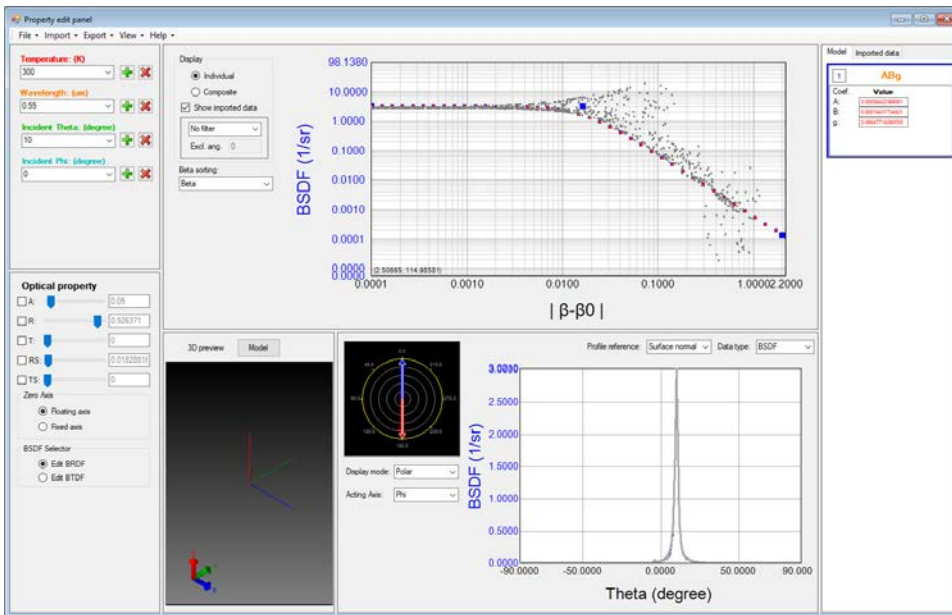 Property edit panel
File Import Export View Help
Temperature: (K)
300
Wavelength: (um)
0.55
Incident Theta: (degree)
10
Incident Phi: (degree)
0
Display
Individual
Composite
Show imported data
No filter
Excl. ang. 0
Beta sorting:
Beta
98.1380
10.0000
1.0000
0.1000
0.0100
0.0010
0.0001
0.0000
0.0000
BSDF (1/sr)
(2.50665, 114.98581)
0.0001 0.0010 0.0100 0.1000 1.0000 2.2000
| β-β0 |
Model Imported data
1 ABg
Coef. Value
A:
B:
g:
Optical property
A: 0.05
R: 0.926371
T: 0
RS:
TS: 0
Zero Axis
Floating axis
Fixed axis
BSDF Selector
Edit BRDF
Edit BTDF
3D preview Model
Display mode: Polar
Acting Axis: Phi
Profile reference: Surface normal Data type: BSDF
2.5000
2.0000
1.5000
1.0000
0.5000
0.0000
BSDF (1/sr)
-90.0000 -50.0000 0.0000 50.0000 90.000
Theta (degree)